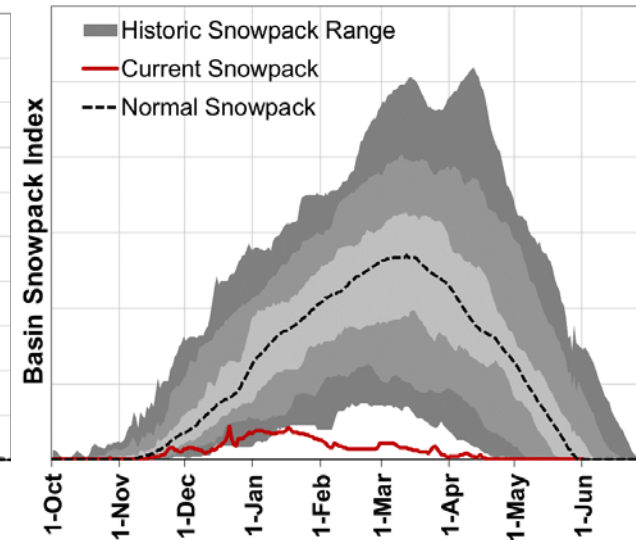 Historic Snowpack Range
Current Snowpack
Normal Snowpack
Basin Snowpack Index
1-Oct
1-Nov
1-Dec
1-Jan
1-Feb
1-Mar
1-Apr
1-May
1-Jun